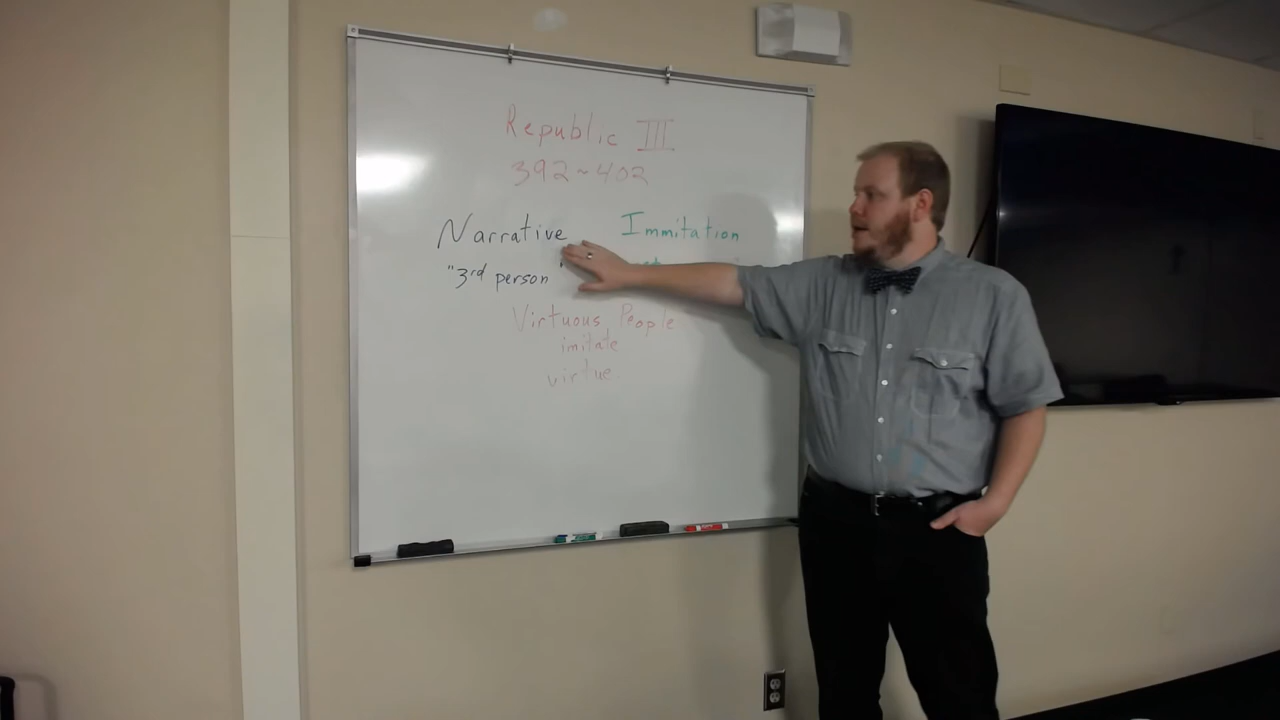 Republic III
392~402
Narrative Immitation
"3rd person
Virtuous People
imitate
virtue